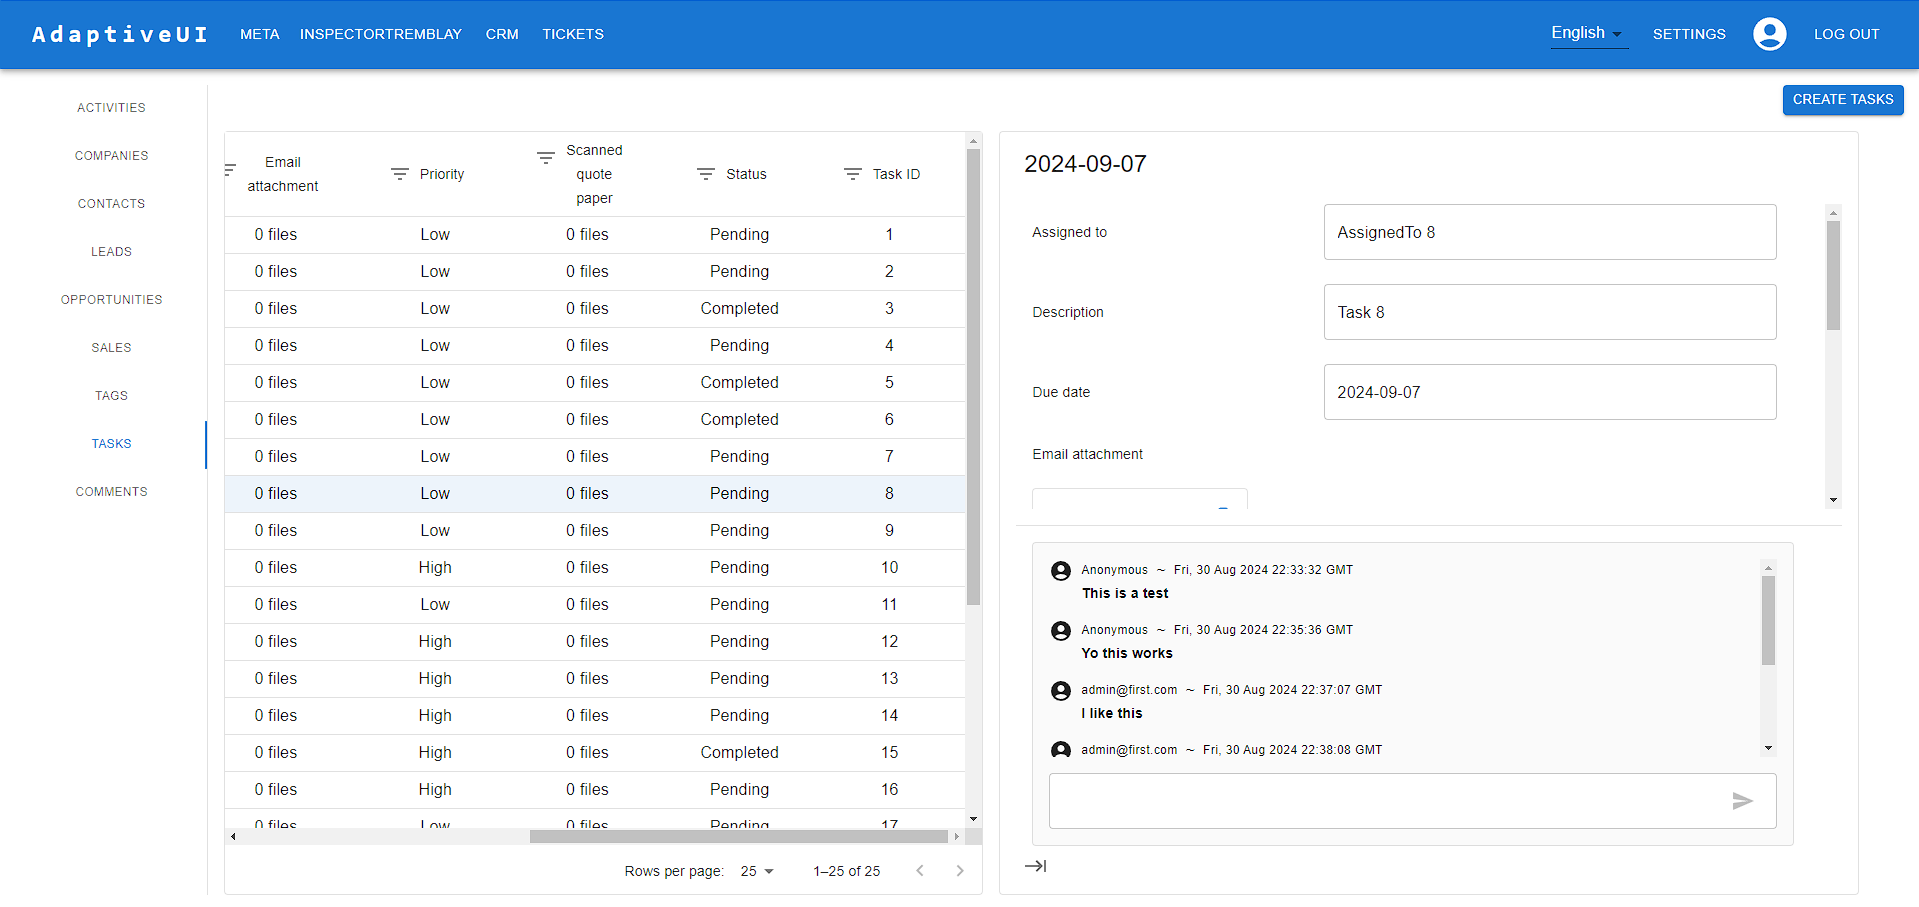 AdaptiveUI META INSPECTORTREMBLAY CRM TICKETS English SETTINGS LOG OUT
CREATE TASKS
ACTIVITIES
COMPANIES
CONTACTS
LEADS
OPPORTUNITIES
SALES
TAGS
TASKS
COMMENTS
Email attachment Priority Scanned quote paper Status Task ID
0 files Low 0 files Pending 1
0 files Low 0 files Pending 2
0 files Low 0 files Completed 3
0 files Low 0 files Pending 4
0 files Low 0 files Completed 5
0 files Low 0 files Completed 6
0 files Low 0 files Pending 7
0 files Low 0 files Pending 8
0 files Low 0 files Pending 9
0 files High 0 files Pending 10
0 files Low 0 files Pending 11
0 files High 0 files Pending 12
0 files High 0 files Pending 13
0 files High 0 files Pending 14
0 files High 0 files Completed 15
0 files High 0 files Pending 16
0 files Low 0 files Pending 17
Rows per page: 25 1–25 of 25
2024-09-07
Assigned to AssignedTo 8
Description Task 8
Due date 2024-09-07
Email attachment
Anonymous ~ Fri, 30 Aug 2024 22:33:32 GMT
This is a test
Anonymous ~ Fri, 30 Aug 2024 22:35:36 GMT
Yo this works
admin@first.com ~ Fri, 30 Aug 2024 22:37:07 GMT
I like this
admin@first.com ~ Fri, 30 Aug 2024 22:38:08 GMT